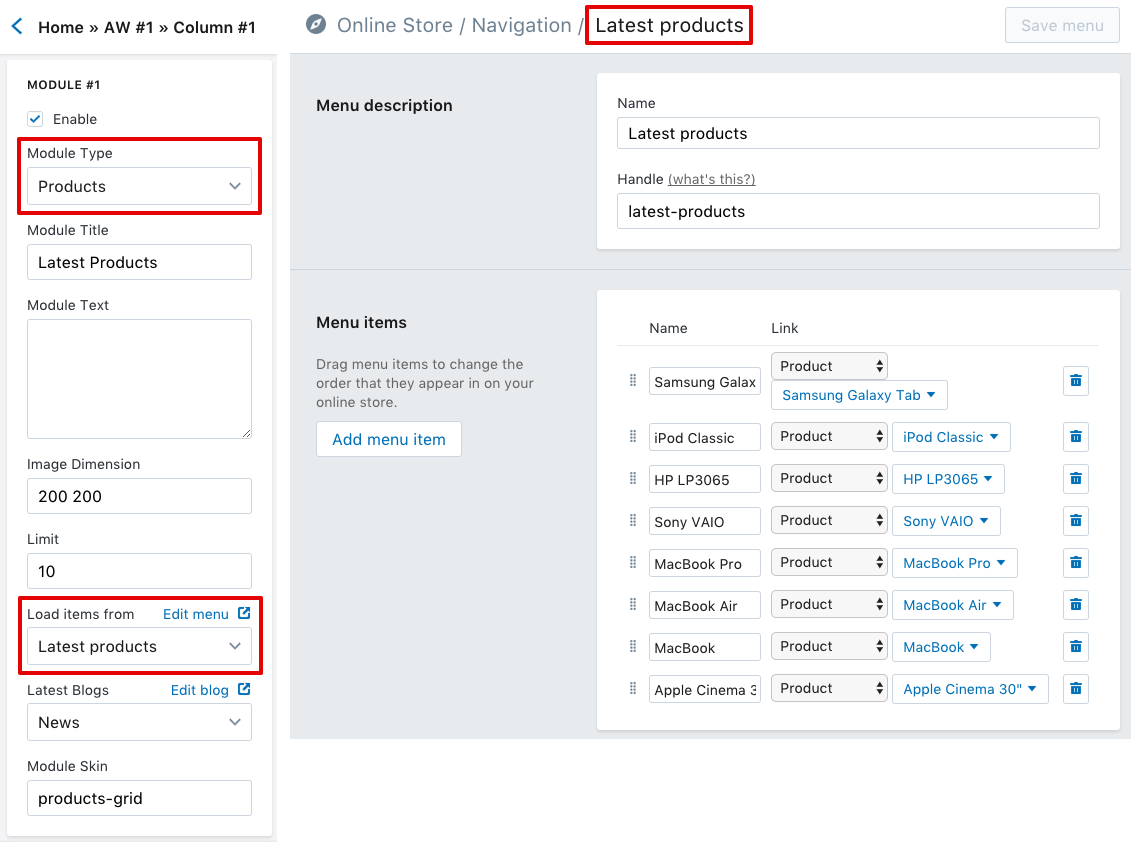 Home » AW #1 » Column #1
MODULE #1
Enable
Module Type
Products
Module Title
Latest Products
Module Text
Image Dimension
200 200
Limit
10
Load items from Edit menu
Latest products
Latest Blogs Edit blog
News
Module Skin
products-grid
Online Store / Navigation / Latest products
Save menu
Menu description
Name
Latest products
Handle (what's this?)
latest-products
Menu items
Drag menu items to change the
order that they appear in on your
online store.
Add menu item
Name Link
Samsung Galax Product
Samsung Galaxy Tab
iPod Classic Product iPod Classic
HP LP3065 Product HP LP3065
Sony VAIO Product Sony VAIO
MacBook Pro Product MacBook Pro
MacBook Air Product MacBook Air
MacBook Product MacBook
Apple Cinema 3 Product Apple Cinema 30"